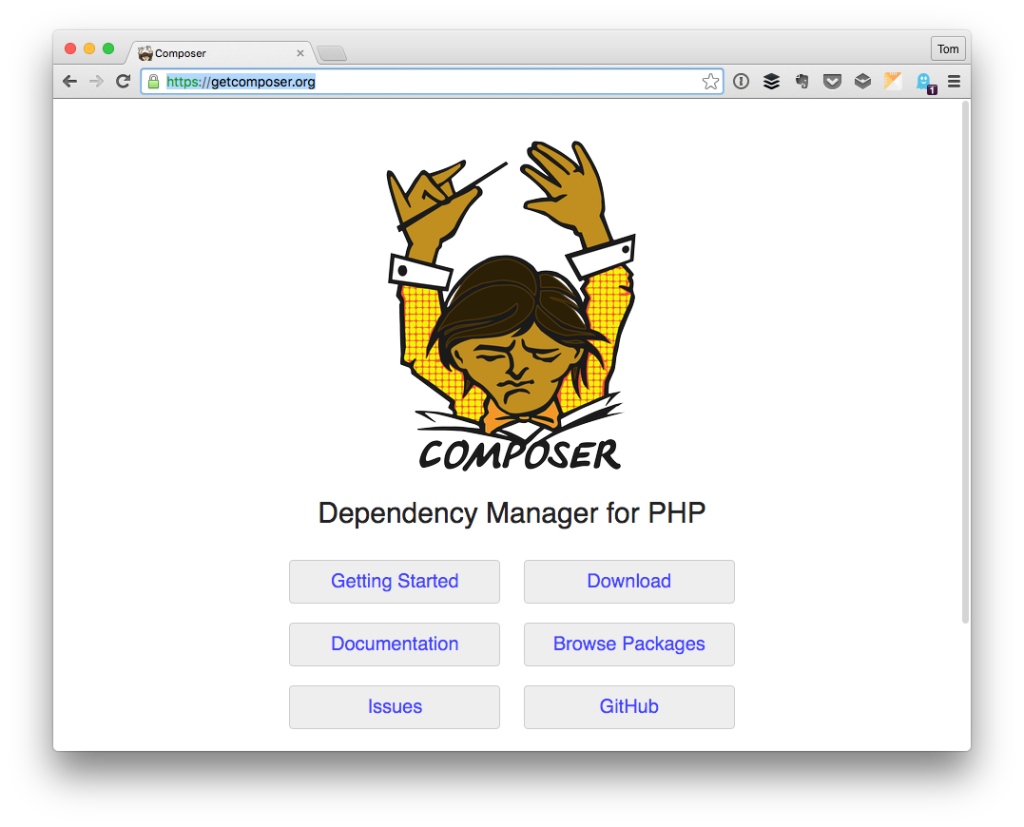 Composer
Tom
https://getcomposer.org
1
COMPOSER
Dependency Manager for PHP
Getting Started
Download
Documentation
Browse Packages
Issues
GitHub